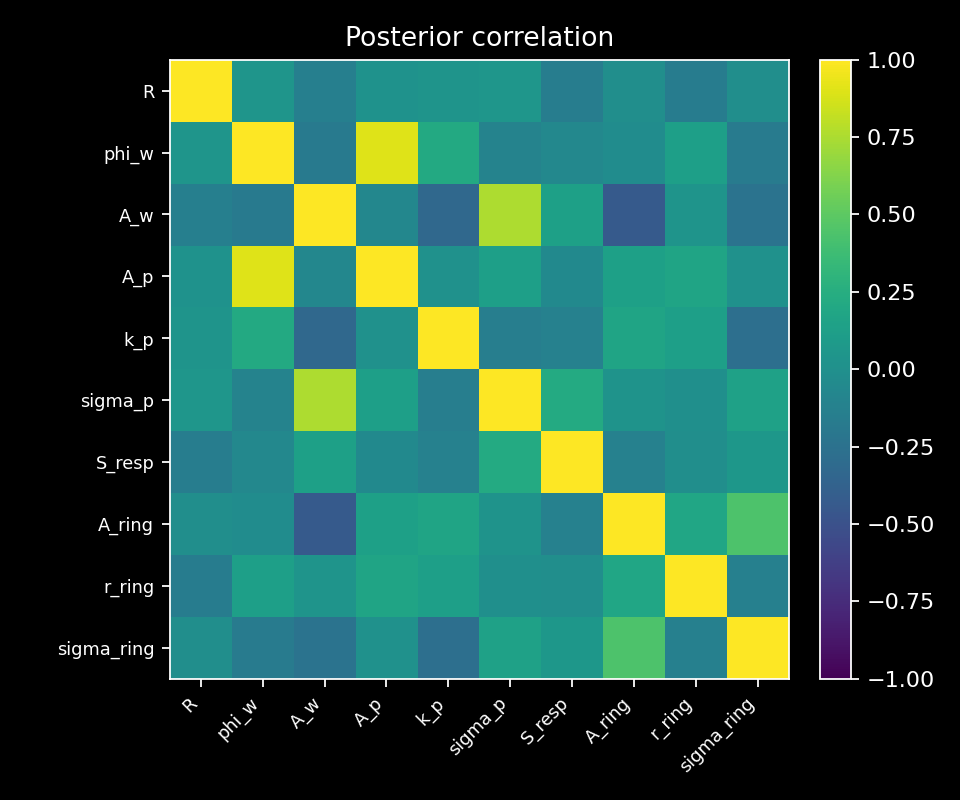 Posterior correlation
R
phi_w
A_w
A_p
k_p
sigma_p
S_resp
A_ring
r_ring
sigma_ring
R
phi_w
A_w
A_p
k_p
sigma_p
S_resp
A_ring
r_ring
sigma_ring
1.00
0.75
0.50
0.25
0.00
−0.25
−0.50
−0.75
−1.00